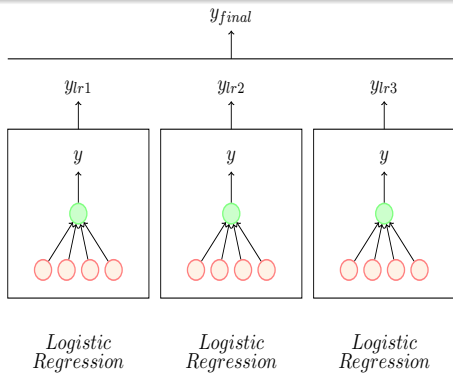 y_final
y_lr1 y_lr2 y_lr3
y y y
Logistic Logistic Logistic
Regression Regression Regression